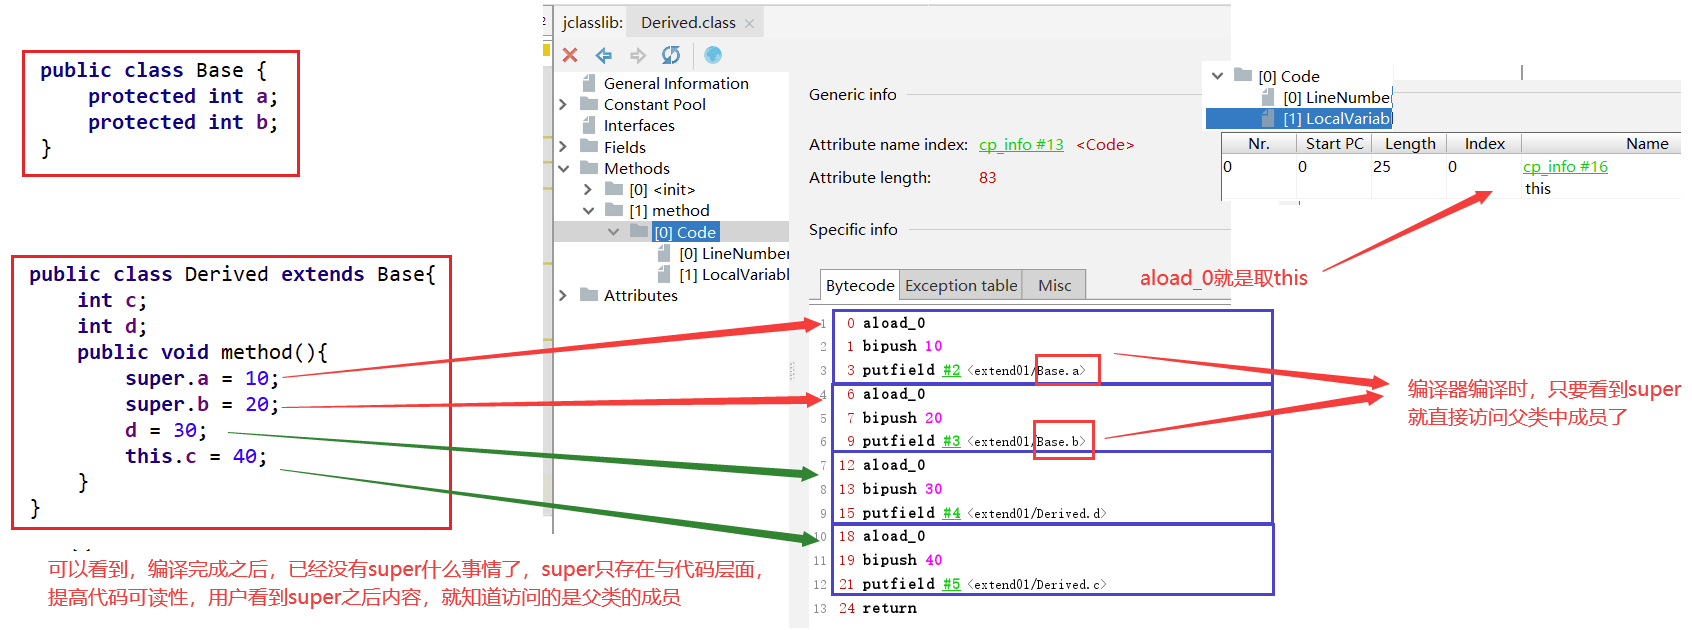 public class Base {
protected int a;
protected int b;
}
public class Derived extends Base{
int c;
int d;
public void method(){
super.a = 10;
super.b = 20;
d = 30;
this.c = 40;
}
}
可以看到，编译完成之后，已经没有super什么事情了，super只存在与代码层面，
提高代码可读性，用户看到super之后内容，就知道访问的是父类的成员
jclasslib:
Derived.class
General Information
Constant Pool
Interfaces
Fields
Methods
[0] <init>
[1] method
[0] Code
[0] LineNumber
[1] LocalVariabl
Attributes
Generic info
Attribute name index: cp_info #13 <Code>
Attribute length: 83
Specific info
Bytecode Exception table Misc
1 0 aload_0
2 1 bipush 10
3 3 putfield #2 <extend01/Base.a>
4 6 aload_0
5 7 bipush 20
6 9 putfield #3 <extend01/Base.b>
7 12 aload_0
8 13 bipush 30
9 15 putfield #4 <extend01/Derived.d>
10 18 aload_0
11 19 bipush 40
12 21 putfield #5 <extend01/Derived.c>
13 24 return
[0] Code
[0] LineNumbe
[1] LocalVariab
Nr. Start PC Length Index Name
0 0 25 0 cp_info #16
this
aload_0就是取this
编译器编译时，只要看到super
就直接访问父类中成员了